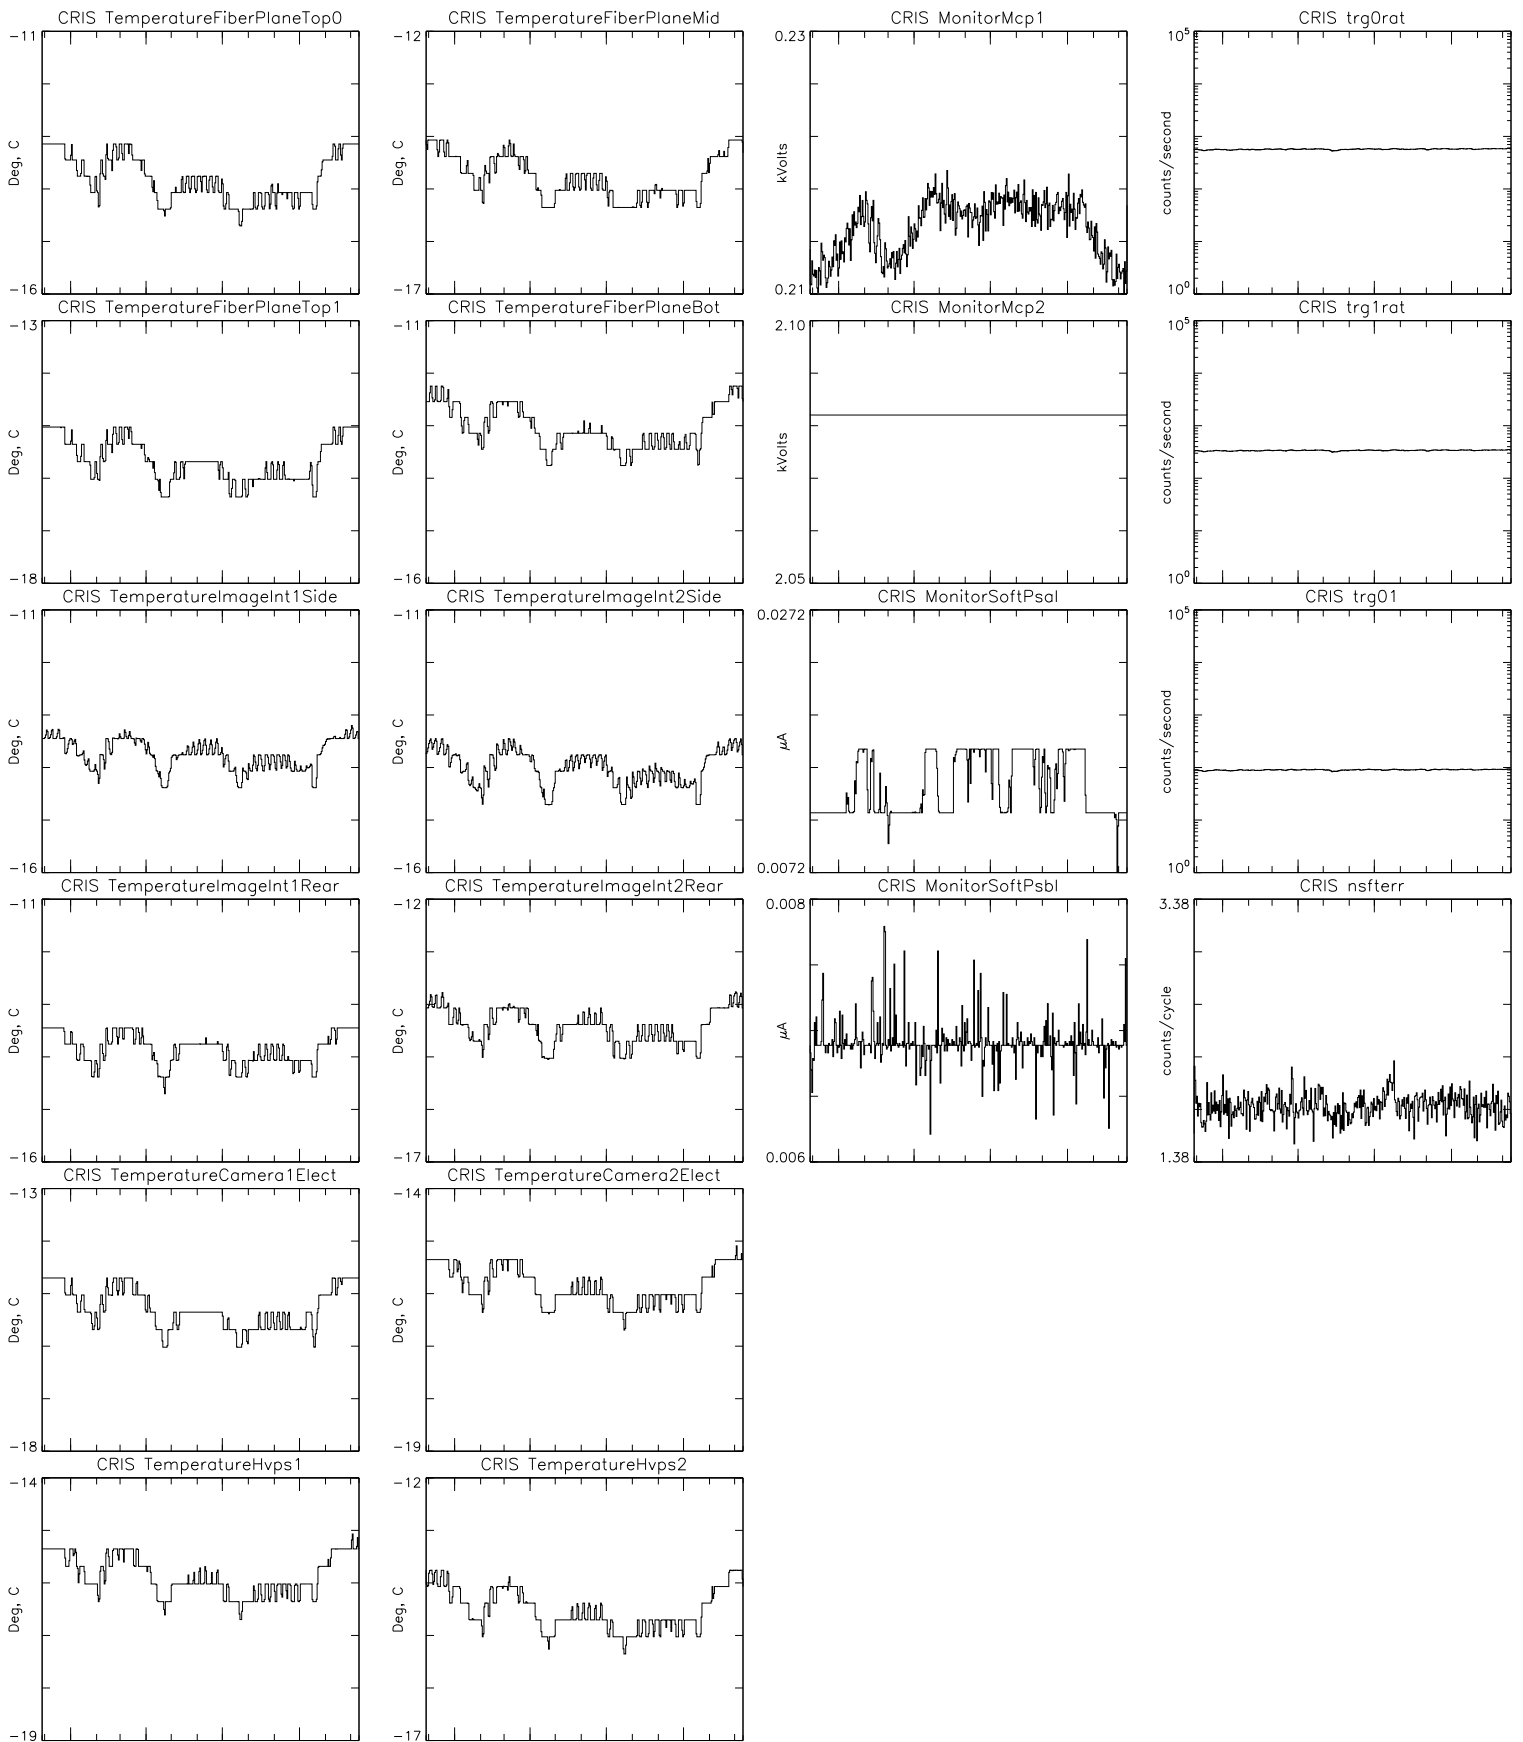 CRIS TemperatureFiberPlaneTop0
CRIS TemperatureFiberPlaneMid
CRIS MonitorMcp1
CRIS trg0rat
-11
Deg, C
-16
-12
Deg, C
-17
0.23
kVolts
0.21
10^5
counts/second
10^0
CRIS TemperatureFiberPlaneTop1
CRIS TemperatureFiberPlaneBot
CRIS MonitorMcp2
CRIS trg1rat
-13
Deg, C
-18
-11
Deg, C
-16
2.10
kVolts
2.05
10^5
counts/second
10^0
CRIS TemperatureImageInt1Side
CRIS TemperatureImageInt2Side
CRIS MonitorSoftPsaI
CRIS trg01
-11
Deg, C
-16
-11
Deg, C
-16
0.0272
μA
0.0072
10^5
counts/second
10^0
CRIS TemperatureImageInt1Rear
CRIS TemperatureImageInt2Rear
CRIS MonitorSoftPsbI
CRIS nsfterr
-11
Deg, C
-16
-12
Deg, C
-17
0.008
μA
0.006
3.38
counts/cycle
1.38
CRIS TemperatureCamera1Elect
CRIS TemperatureCamera2Elect
-13
Deg, C
-18
-14
Deg, C
-19
CRIS TemperatureHvps1
CRIS TemperatureHvps2
-14
Deg, C
-19
-12
Deg, C
-17